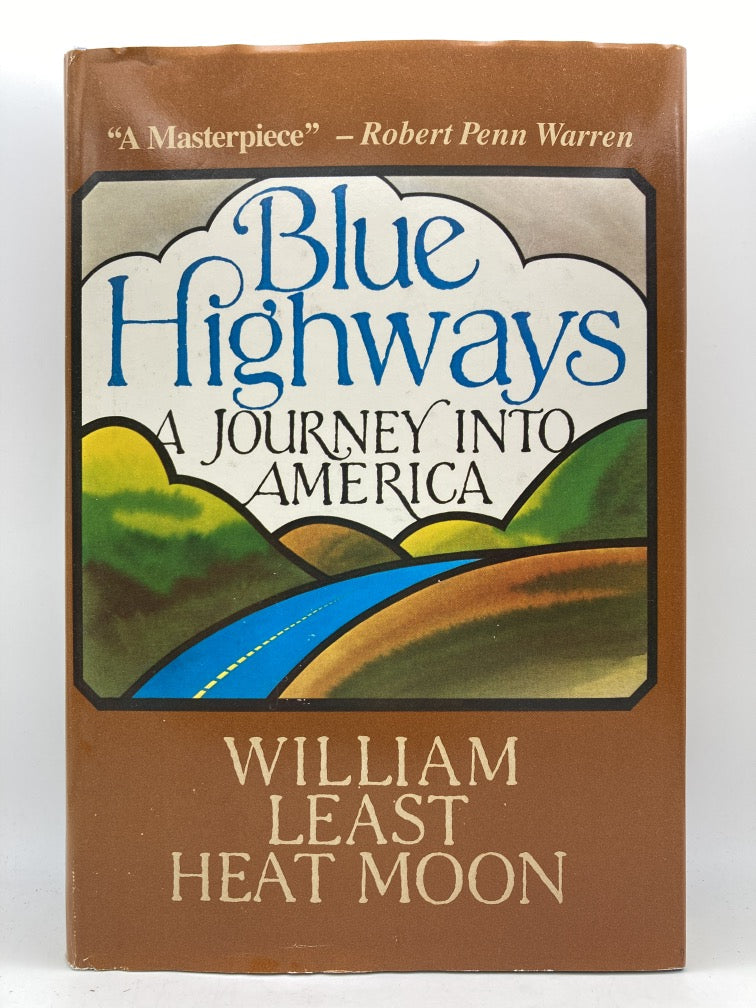 “A Masterpiece” – Robert Penn Warren
Blue
Highways
A JOURNEY INTO
AMERICA
WILLIAM
LEAST
HEAT MOON